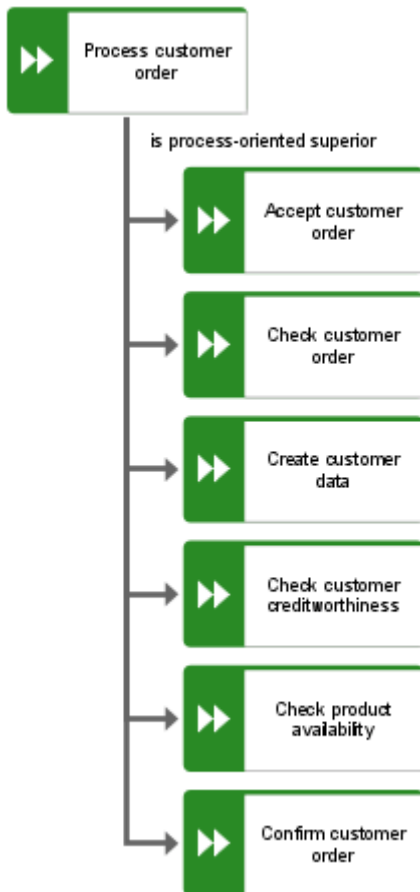 Process customer
order
is process-oriented superior
Accept customer
order
Check customer
order
Create customer
data
Check customer
creditworthiness
Check product
availability
Confirm customer
order